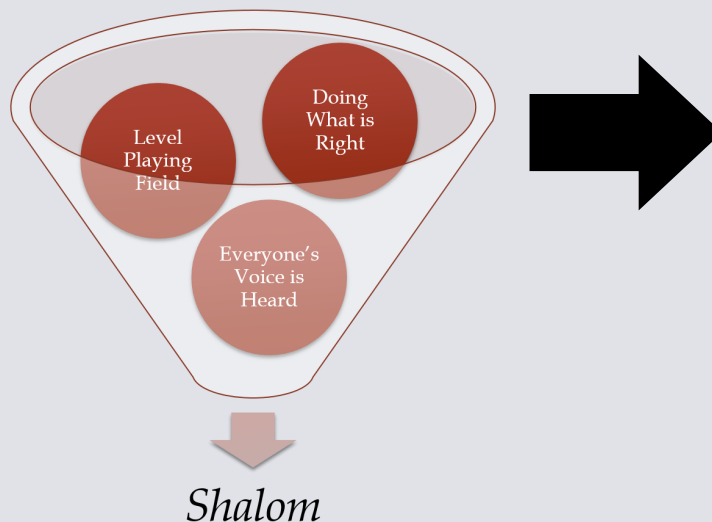 Doing
What is
Right
Level
Playing
Field
Everyone’s
Voice is
Heard
Shalom